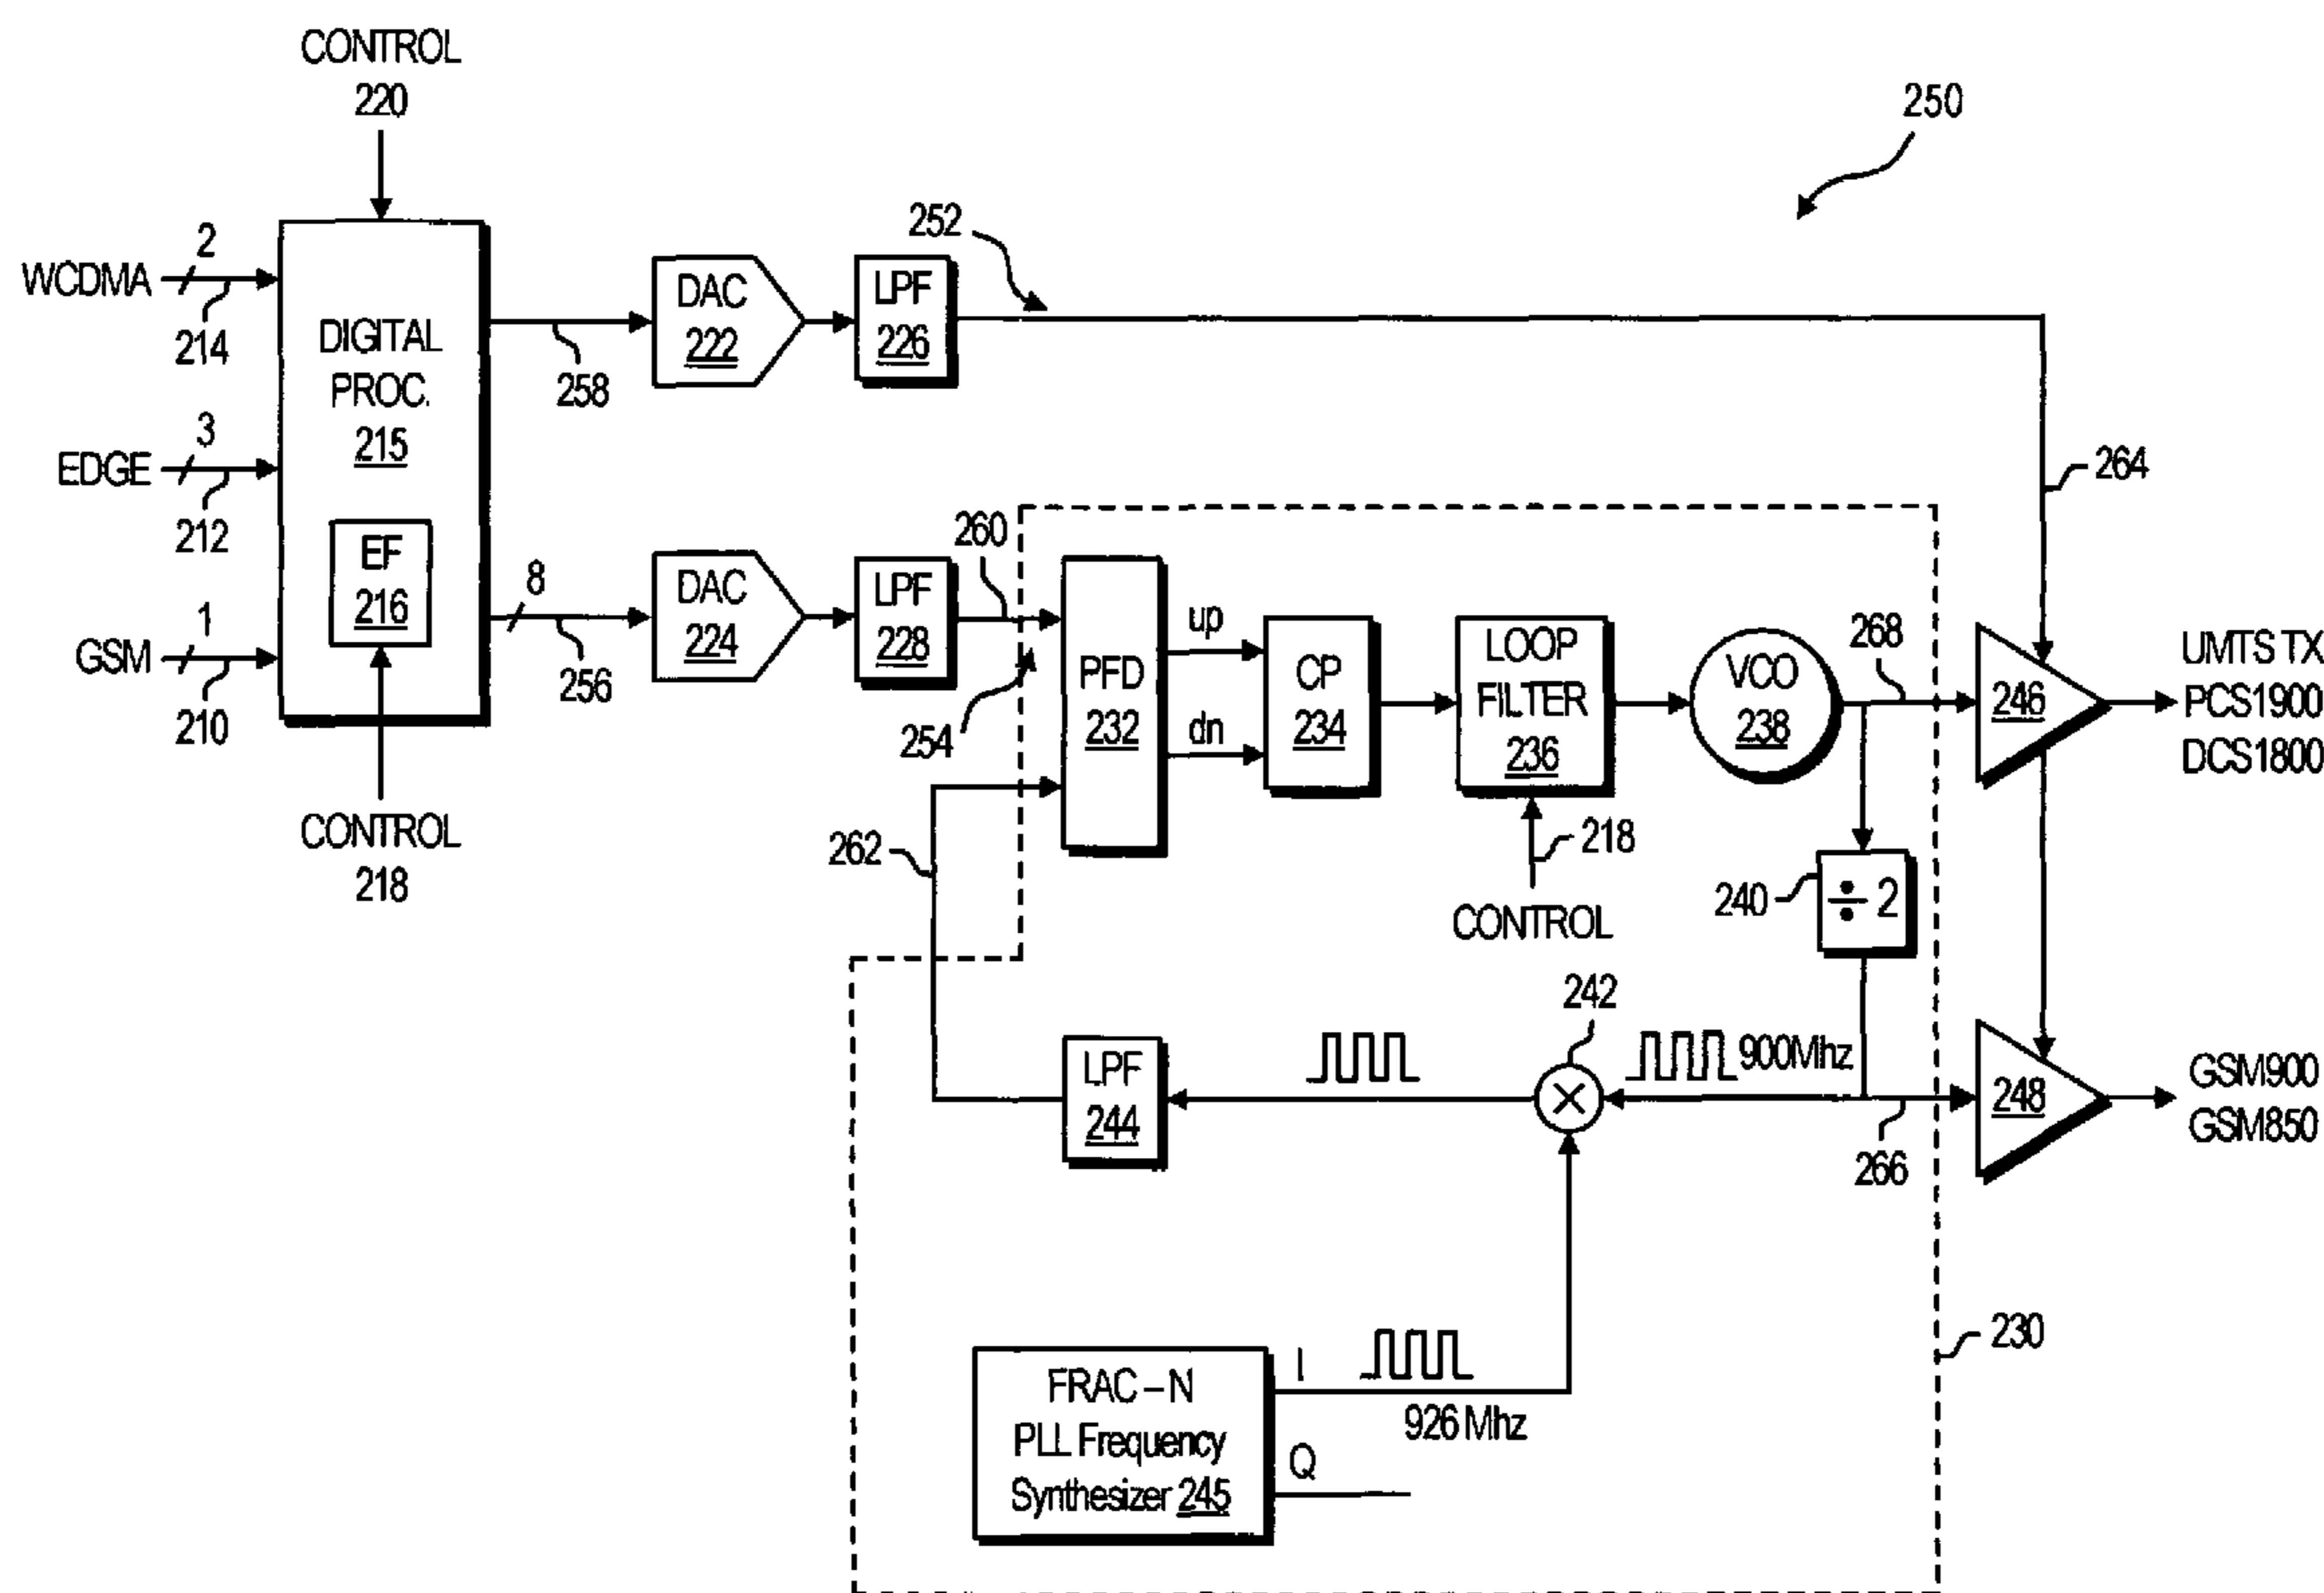 CONTROL
220
250
WCDMA
2
214
EDGE
3
212
GSM
1
210
DIGITAL
PROC.
215
EF
216
CONTROL
218
258
DAC
222
LPF
226
252
264
8
256
DAC
224
LPF
228
260
254
262
PFD
232
up
dn
CP
234
LOOP
FILTER
236
218
CONTROL
VCO
238
268
246
UMTS TX
PCS1900
DCS1800
240
÷ 2
242
900Mhz
LPF
244
266
248
GSM900
GSM850
230
FRAC – N
PLL Frequency
Synthesizer 245
I
926 Mhz
Q